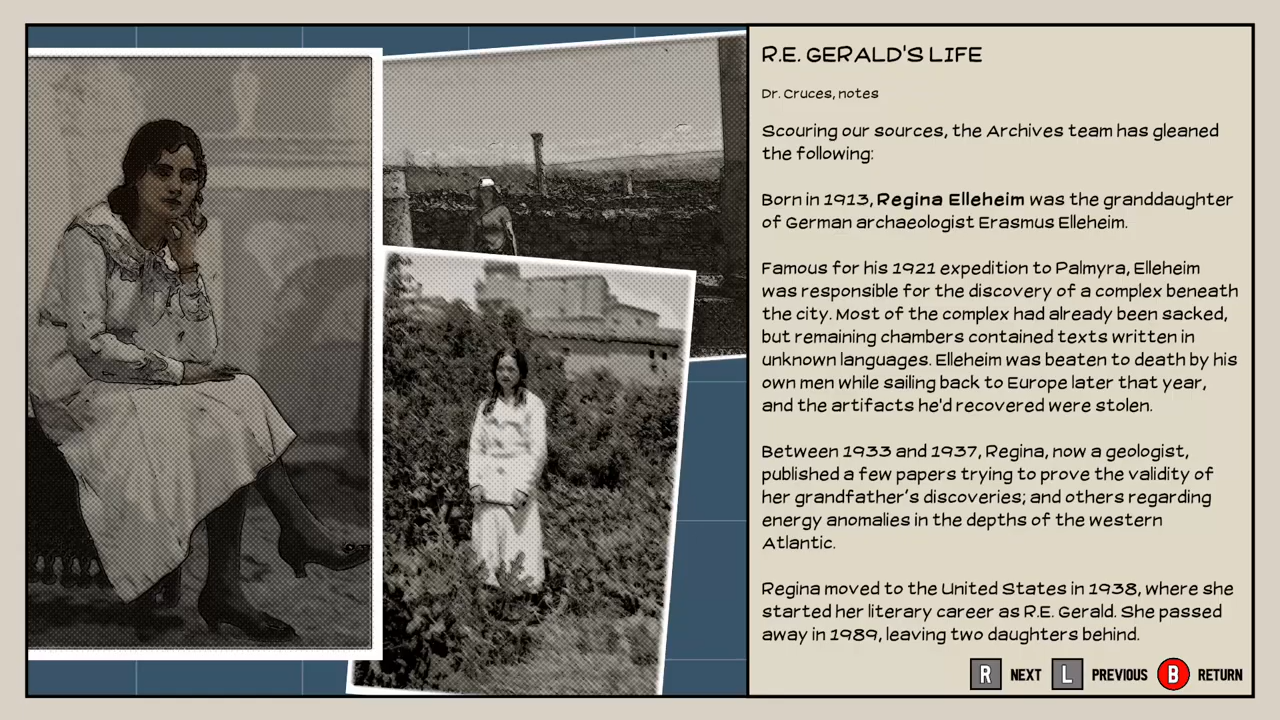 R.E. GERALD'S LIFE
Dr. Cruces, notes
Scouring our sources, the Archives team has gleaned
the following:
Born in 1913, Regina Elleheim was the granddaughter
of German archaeologist Erasmus Elleheim.
Famous for his 1921 expedition to Palmyra, Elleheim
was responsible for the discovery of a complex beneath
the city. Most of the complex had already been sacked,
but remaining chambers contained texts written in
unknown languages. Elleheim was beaten to death by his
own men while sailing back to Europe later that year,
and the artifacts he'd recovered were stolen.
Between 1933 and 1937, Regina, now a geologist,
published a few papers trying to prove the validity of
her grandfather's discoveries; and others regarding
energy anomalies in the depths of the western
Atlantic.
Regina moved to the United States in 1938, where she
started her literary career as R.E. Gerald. She passed
away in 1989, leaving two daughters behind.
R NEXT L PREVIOUS B RETURN